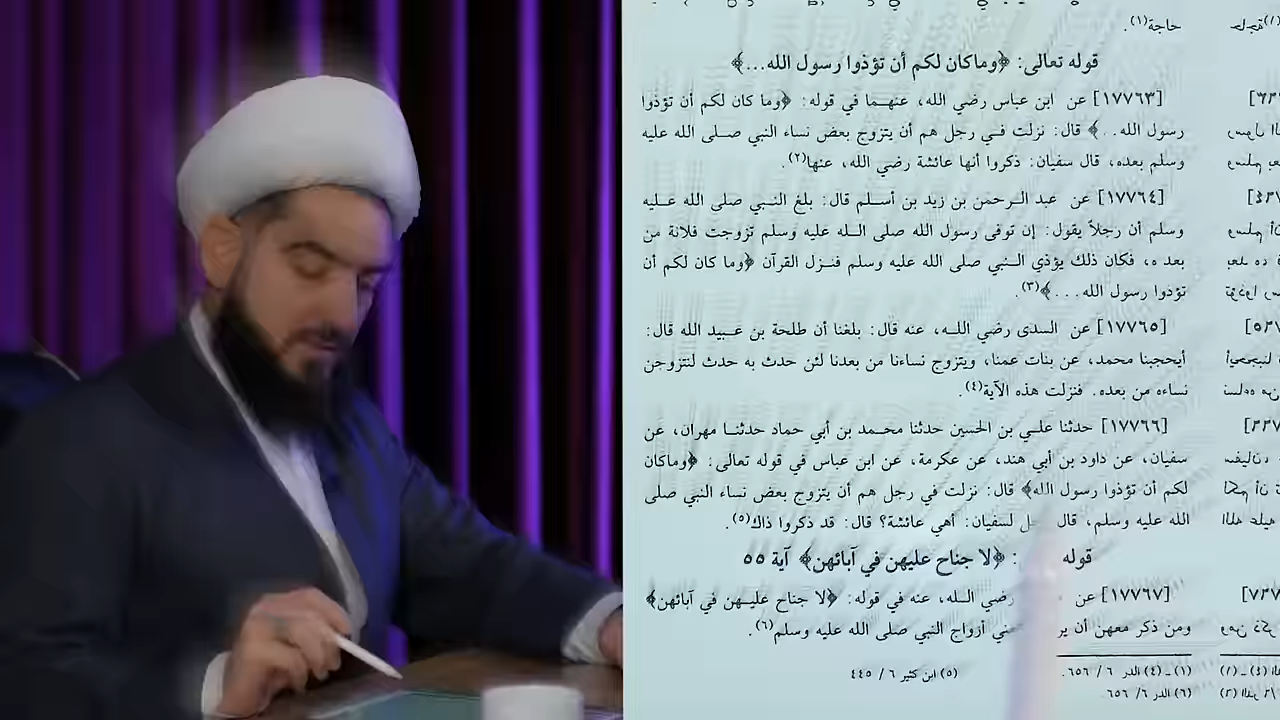 حاجة(١).
قوله تعالى: ﴿وماكان لكم أن تؤذوا رسول الله...﴾
[١٧٧٦٣] عن ابن عباس رضي الله، عنهما في قوله: ﴿وما كان لكم أن تؤذوا
رسول الله. . .﴾ قال: نزلت في رجل هم أن يتزوج بعض نساء النبي صلى الله عليه
وسلم بعده، قال سفيان: ذكروا أنها عائشة رضي الله، عنها(٢).
[١٧٧٦٤] عن عبد الرحمن بن زيد بن أسلم قال: بلغ النبي صلى الله عليه
وسلم أن رجلاً يقول: إن توفى رسول الله صلى الله عليه وسلم تزوجت فلانة من
بعد ه، فكان ذلك يؤذي النبي صلى الله عليه وسلم فنزل القرآن ﴿وما كان لكم أن
تؤذوا رسول الله. . .﴾(٣).
[١٧٧٦٥] عن السدى رضي الله، عنه قال: بلغنا أن طلحة بن عبيد الله قال:
أيحجبنا محمد، عن بنات عمنا، ويتزوج نساءنا من بعدنا لئن حدث به حدث لنتزوجن
نساءه من بعده. فنزلت هذه الآية(٤).
[١٧٧٦٦] حدثنا علي بن الحسين حدثنا محمد بن أبي حماد حدثنا مهران، عن
سفيان، عن داود بن أبي هند، عن عكرمة، عن ابن عباس في قوله تعالى: ﴿وماكان
لكم أن تؤذوا رسول الله﴾ قال: نزلت في رجل هم أن يتزوج بعض نساء النبي صلى
الله عليه وسلم، قال ل لسفيان: أهي عائشة؟ قال: قد ذكروا ذاك(٥).
قوله : ﴿لا جناح عليهن في آبائهن﴾ آية ٥٥
[١٧٧٦٧] عن رضي الله، عنه في قوله: ﴿لا جناح عليهن في آبائهن﴾
ومن ذكر معهن أن ير عني أزواج النبي صلى الله عليه وسلم(٦).
(١) ـ (٤) الدر ٦ / ٦٥٦. (٥) ابن كثير ٦ / ٤٤٥
(٦) الدر ٦/ ٦٥٦.